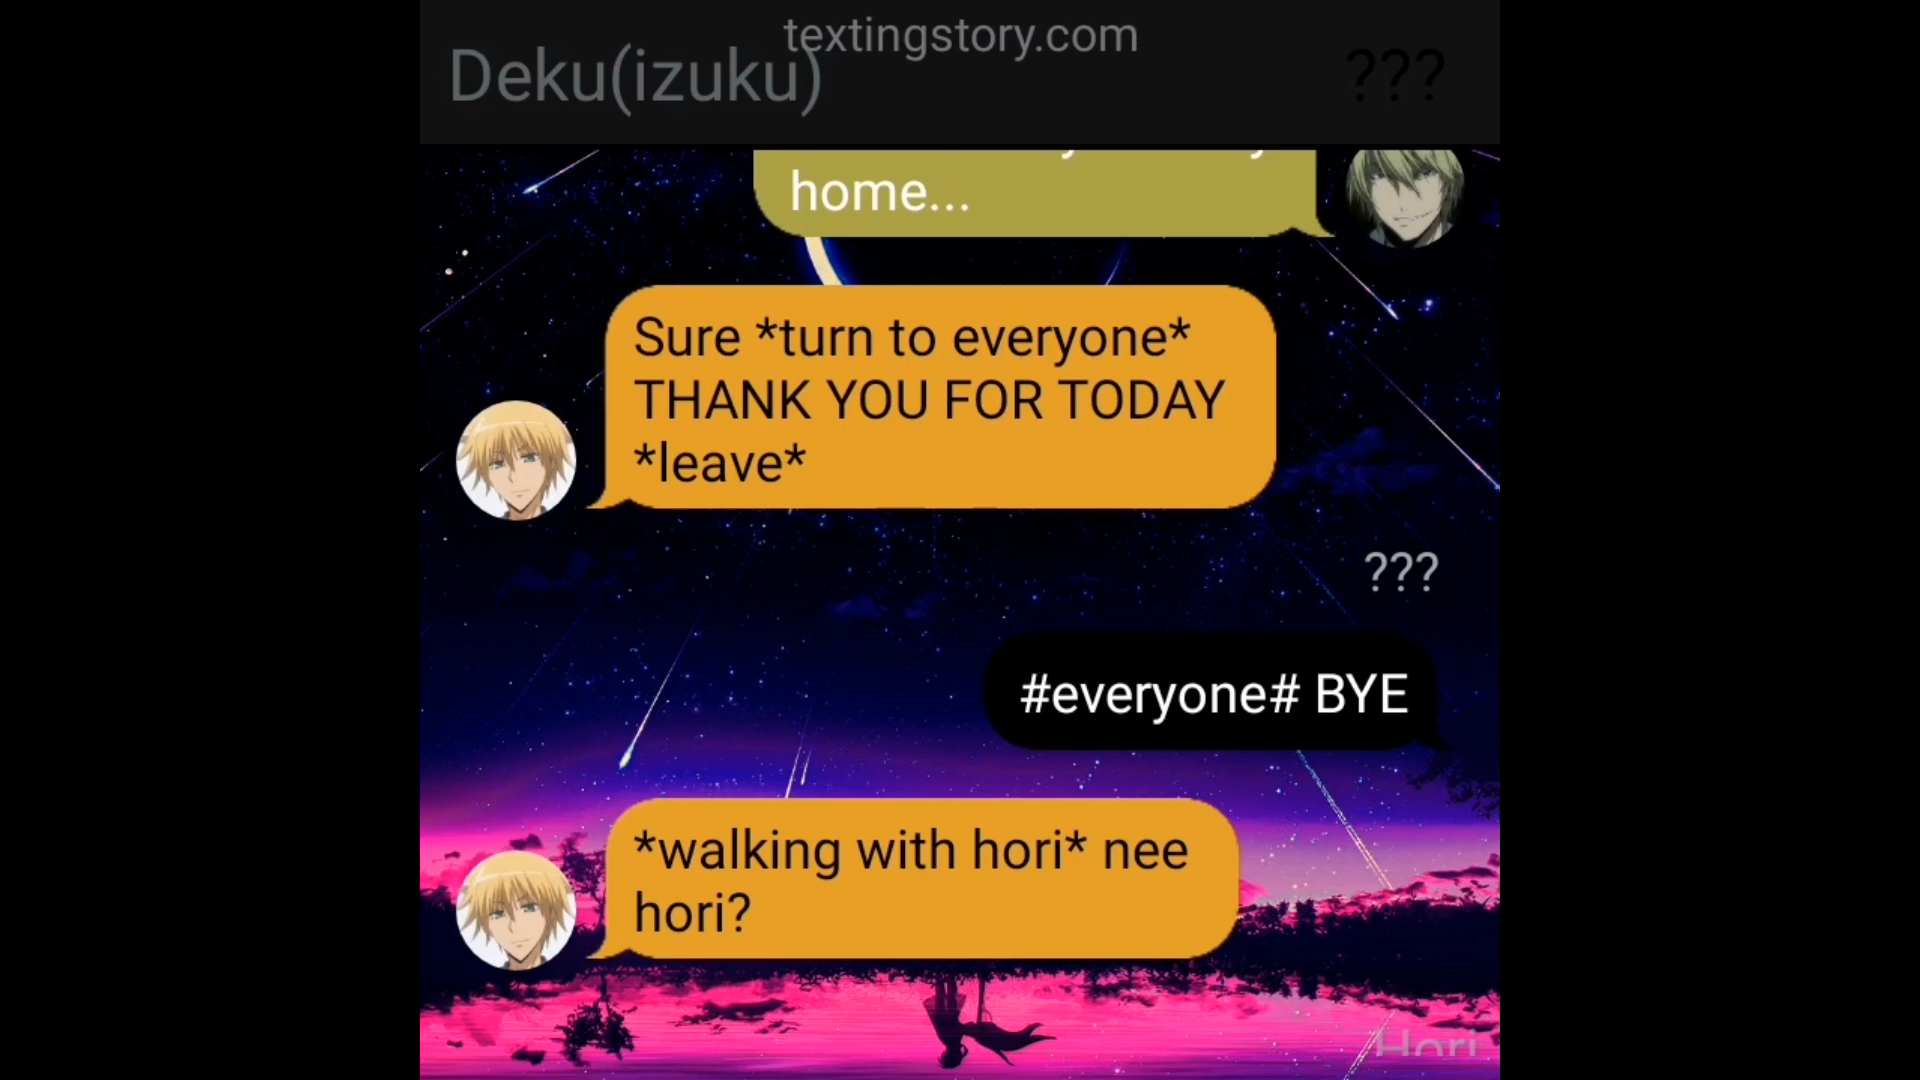 textingstory.com
Deku(izuku)
???
home...
Sure *turn to everyone*
THANK YOU FOR TODAY
*leave*
???
#everyone# BYE
*walking with hori* nee
hori?
Hori